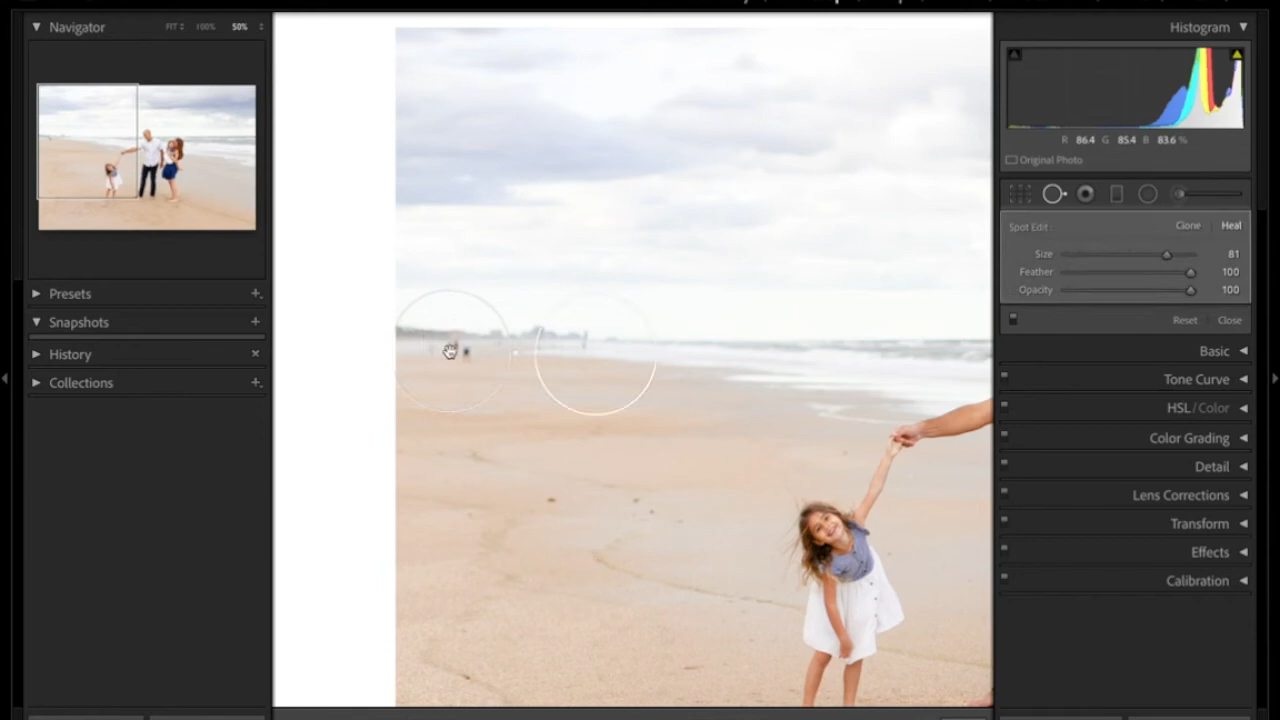 Navigator
FIT 100% 50%
Presets
Snapshots
History
Collections
Histogram
R 86.4 G 85.4 B 83.6 %
Original Photo
Spot Edit : Clone Heal
Size 81
Feather 100
Opacity 100
Reset Close
Basic
Tone Curve
HSL / Color
Color Grading
Detail
Lens Corrections
Transform
Effects
Calibration